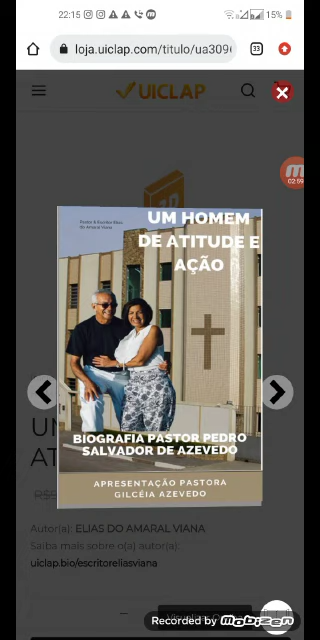 22:15
15%
loja.uiclap.com/titulo/ua309
33
UICLAP
02:59
Pastor & Escritor Elias
Do Amaral Viana
UM HOMEM
DE ATITUDE E
AÇÃO
BIOGRAFIA PASTOR PEDRO
SALVADOR DE AZEVEDO
APRESENTAÇÃO PASTORA
GILCÉIA AZEVEDO
Autor(a): ELIAS DO AMARAL VIANA
Saiba mais sobre o(a) autor(a):
uiclap.bio/escritoreliasviana
Recorded by mobizen